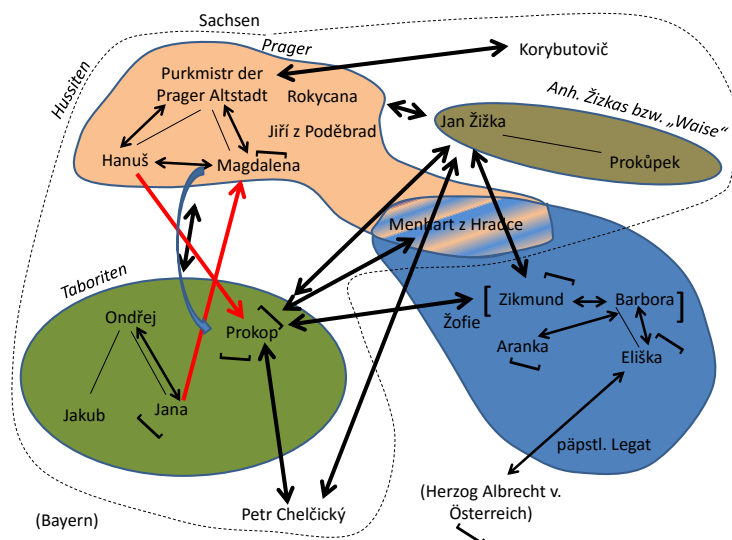 Sachsen
Hussiten
Prager
Korybutovič
Purkmistr der
Prager Altstadt
Rokycana
Anh. Žizkas bzw. „Waise"
Jan Žižka
Jiří z Poděbrad
Hanuš
Magdalena
Prokůpek
Menhart z Hradce
Taboriten
Ondřej
Prokop
Žofie
Zikmund
Barbora
Aranka
Eliška
Jakub
Jana
päpstl. Legat
(Bayern)
Petr Chelčický
(Herzog Albrecht v.
Österreich)